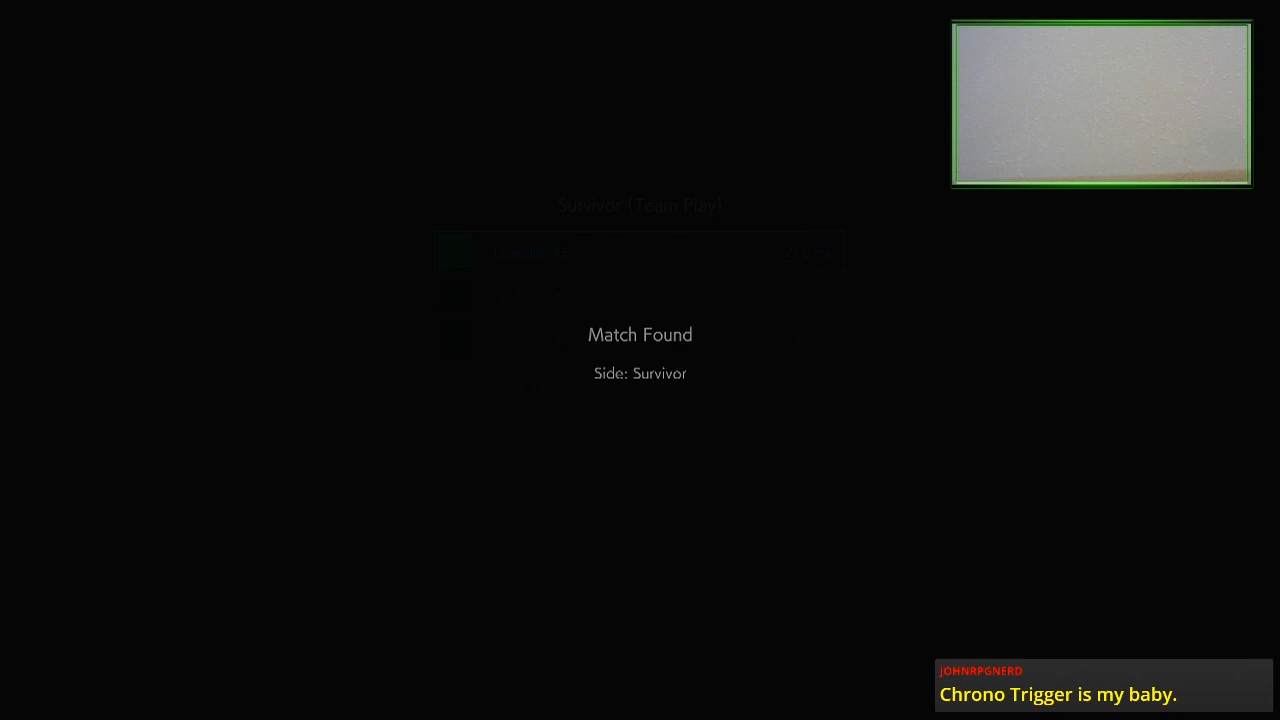 Survivor (Team Play)
Match Found
Side: Survivor
JOHNRPGNERD
Chrono Trigger is my baby.